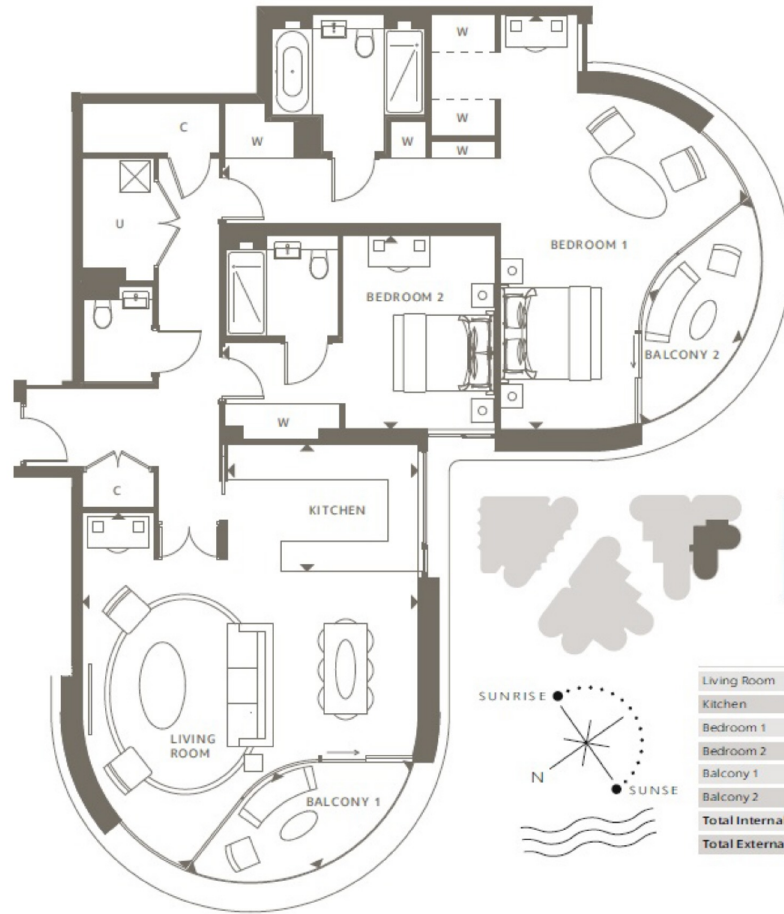 W
C
W
W
W
W
U
BEDROOM 1
BEDROOM 2
BALCONY 2
W
C
KITCHEN
LIVING
ROOM
BALCONY 1
SUNRISE
N
SUNSE
Living Room
Kitchen
Bedroom 1
Bedroom 2
Balcony 1
Balcony 2
Total Interna
Total Externa